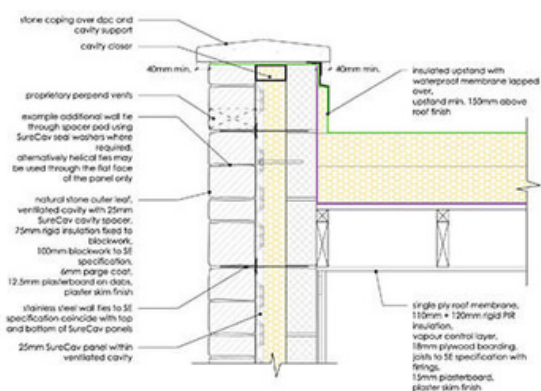 stone coping over dpc and
cavity support
cavity closer
40mm min.
40mm min.
proprietary perpend vents
example additional wall tie
through spacer pod using
SureCav seal washers where
required,
alternatively helical ties may
be used through the flat face
of the panel only
natural stone outer leaf,
ventilated cavity with 25mm
SureCav cavity spacer,
75mm rigid insulation fixed to
blockwork,
100mm blockwork to SE
specification,
6mm parge coat,
12.5mm plasterboard on dabs,
plaster skim finish
stainless steel wall ties to SE
specification coincide with top
and bottom of SureCav panels
25mm SureCav panel within
ventilated cavity
insulated upstand with
waterproof membrane lapped
over,
upstand min. 150mm above
roof finish
single ply roof membrane,
110mm + 120mm rigid PIR
insulation,
vapour control layer,
18mm plywood boarding,
joists to SE specification with
firrings,
15mm plasterboard,
plaster skim finish